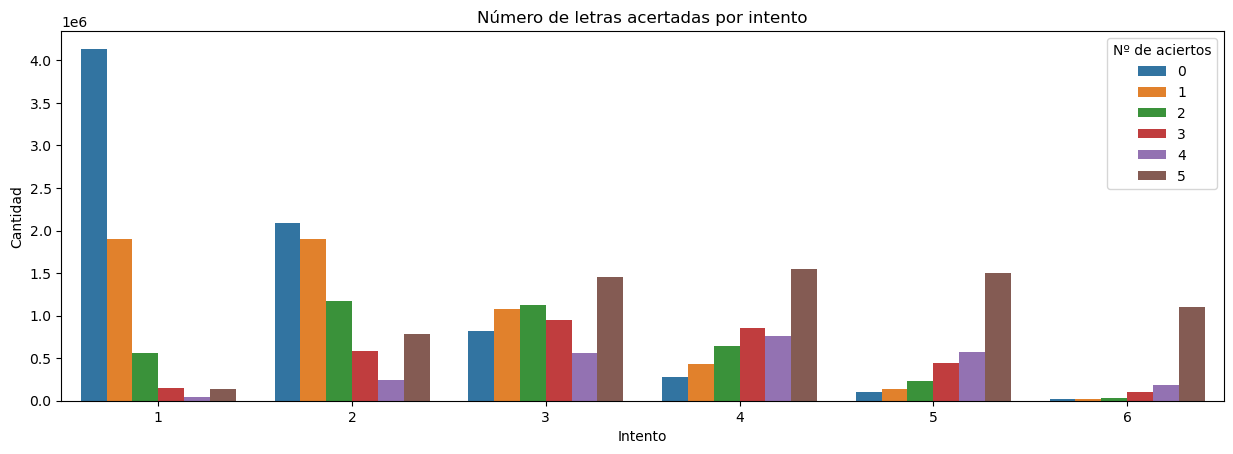 Número de letras acertadas por intento
1e6
4.0
3.5
3.0
2.5
2.0
1.5
1.0
0.5
0.0
Cantidad
Nº de aciertos
0
1
2
3
4
5
1 2 3 4 5 6
Intento